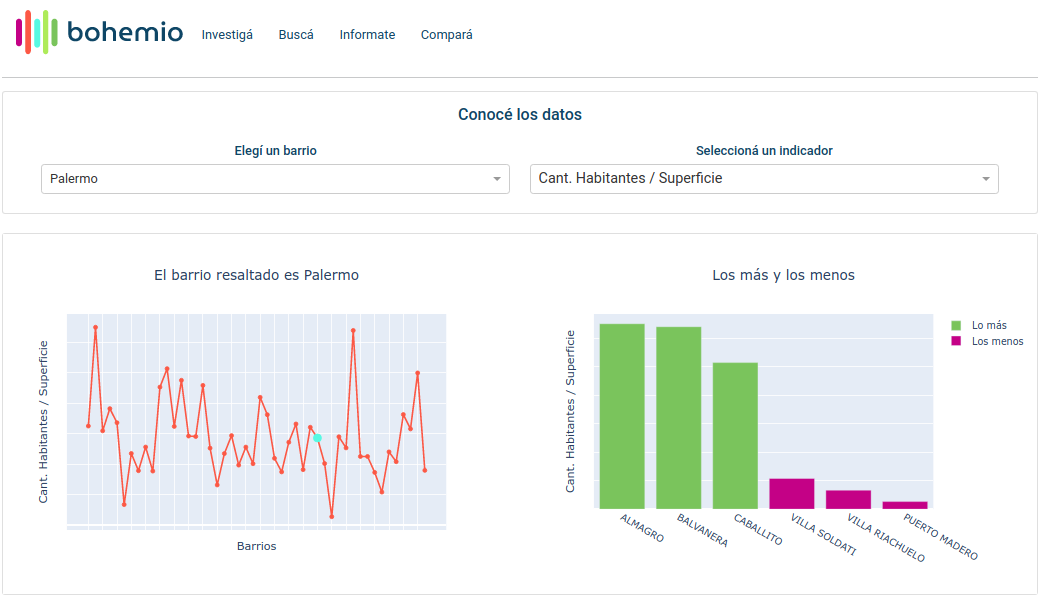 bohemio
Investigá Buscá Informate Compará
Conocé los datos
Elegí un barrio
Palermo
Seleccioná un indicador
Cant. Habitantes / Superficie
El barrio resaltado es Palermo
Cant. Habitantes / Superficie
Barrios
Los más y los menos
Cant. Habitantes / Superficie
Lo más
Los menos
ALMAGRO
BALVANERA
CABALLITO
VILLA SOLDATI
VILLA RIACHUELO
PUERTO MADERO